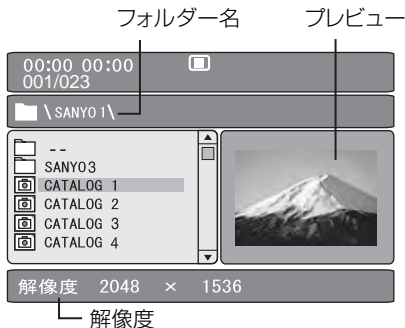 フォルダー名 プレビュー
00:00 00:00
001/023
\SANYO1\
--
SANYO3
CATALOG 1
CATALOG 2
CATALOG 3
CATALOG 4
解像度 2048 × 1536
解像度